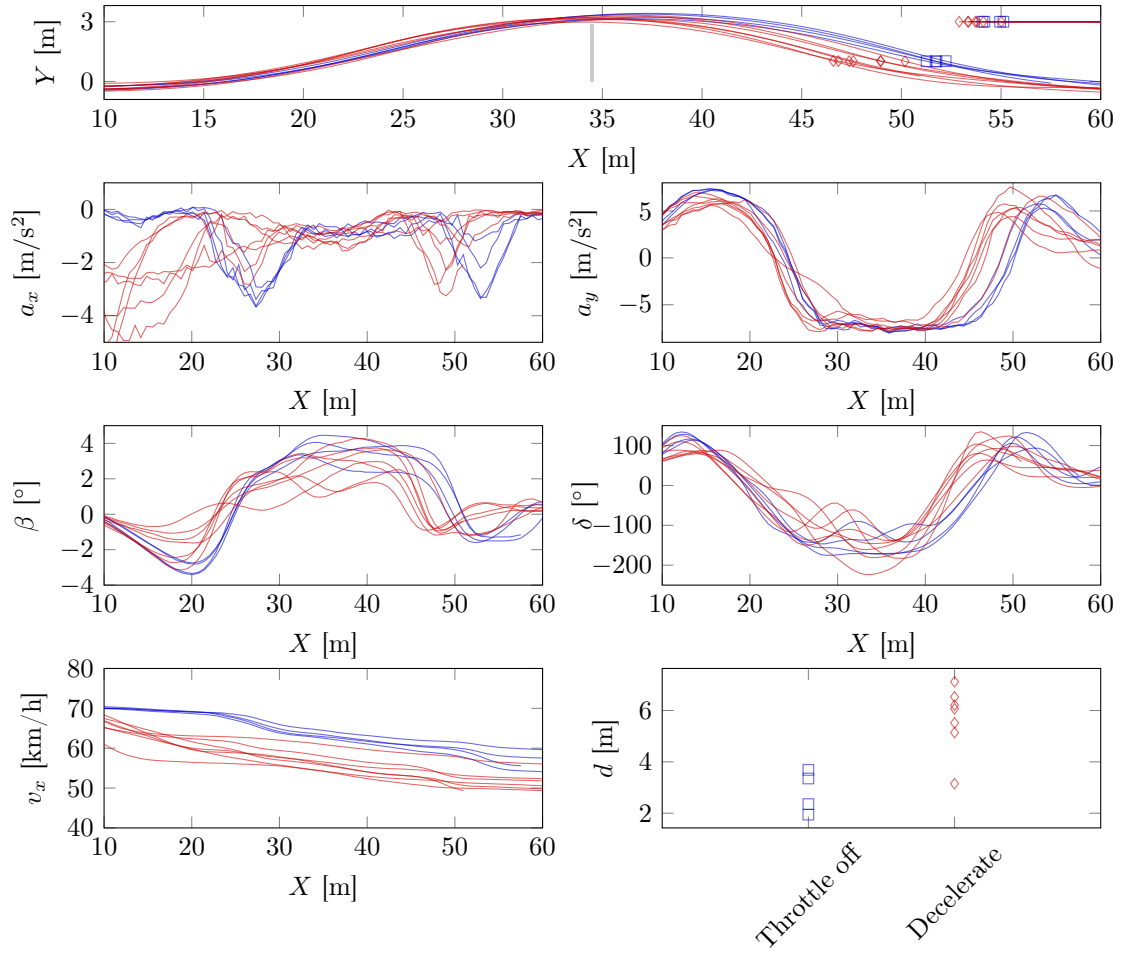 3
0
Y [m]
10 15 20 25 30 35 40 45 50 55 60
X [m]
0
−2
−4
a_x [m/s²]
10 20 30 40 50 60
X [m]
5
0
−5
a_y [m/s²]
10 20 30 40 50 60
X [m]
4
2
0
−2
−4
β [°]
10 20 30 40 50 60
X [m]
100
0
−100
−200
δ [°]
10 20 30 40 50 60
X [m]
80
70
60
50
40
v_x [km/h]
10 20 30 40 50 60
X [m]
6
4
2
d [m]
Throttle off
Decelerate